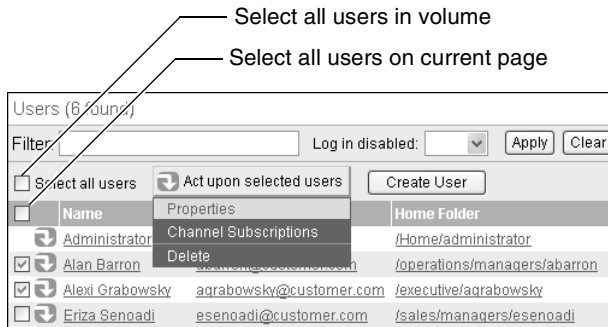 Select all users in volume
Select all users on current page
Users (6 found)
Filter Log in disabled: Apply Clear
Select all users Act upon selected users Create User
Name Home Folder
Properties
Channel Subscriptions
Delete
Administrator /Home/administrator
Alan Barron abarron@customer.com /operations/managers/abarron
Alexi Grabowsky agrabowsky@customer.com /executive/agrabowsky
Eriza Senoadi esenoadi@customer.com /sales/managers/esenoadi